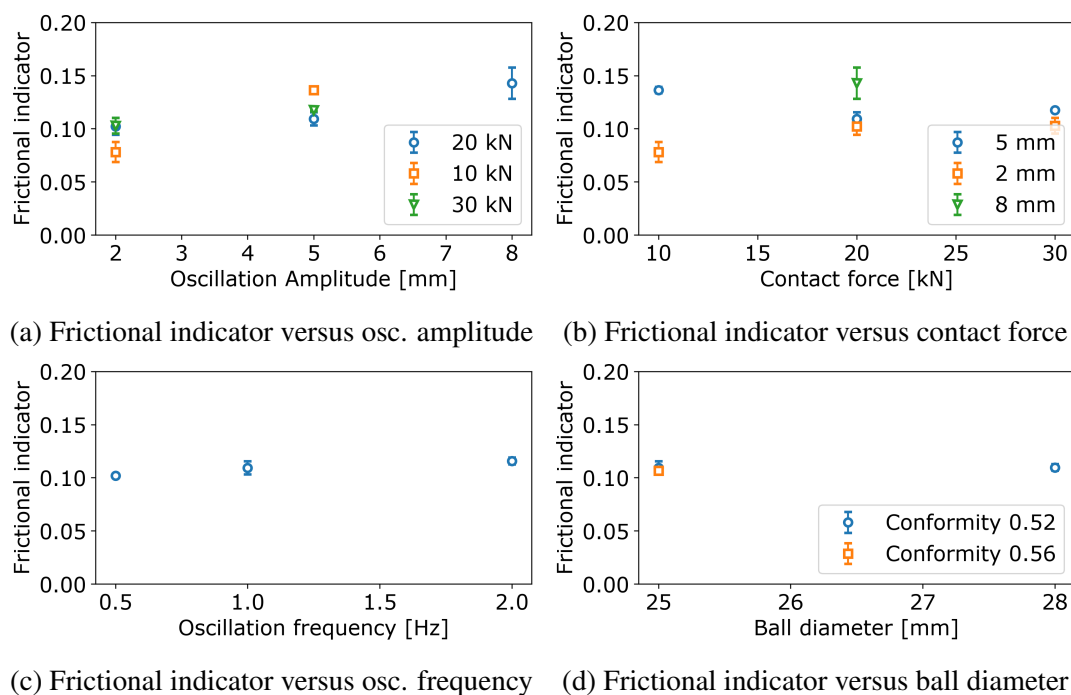 0.20
0.15
0.10
0.05
0.00
Frictional indicator
20 kN
10 kN
30 kN
2 3 4 5 6 7 8
Oscillation Amplitude [mm]
(a) Frictional indicator versus osc. amplitude
0.20
0.15
0.10
0.05
0.00
Frictional indicator
5 mm
2 mm
8 mm
10 15 20 25 30
Contact force [kN]
(b) Frictional indicator versus contact force
0.20
0.15
0.10
0.05
0.00
Frictional indicator
0.5 1.0 1.5 2.0
Oscillation frequency [Hz]
(c) Frictional indicator versus osc. frequency
0.20
0.15
0.10
0.05
0.00
Frictional indicator
Conformity 0.52
Conformity 0.56
25 26 27 28
Ball diameter [mm]
(d) Frictional indicator versus ball diameter